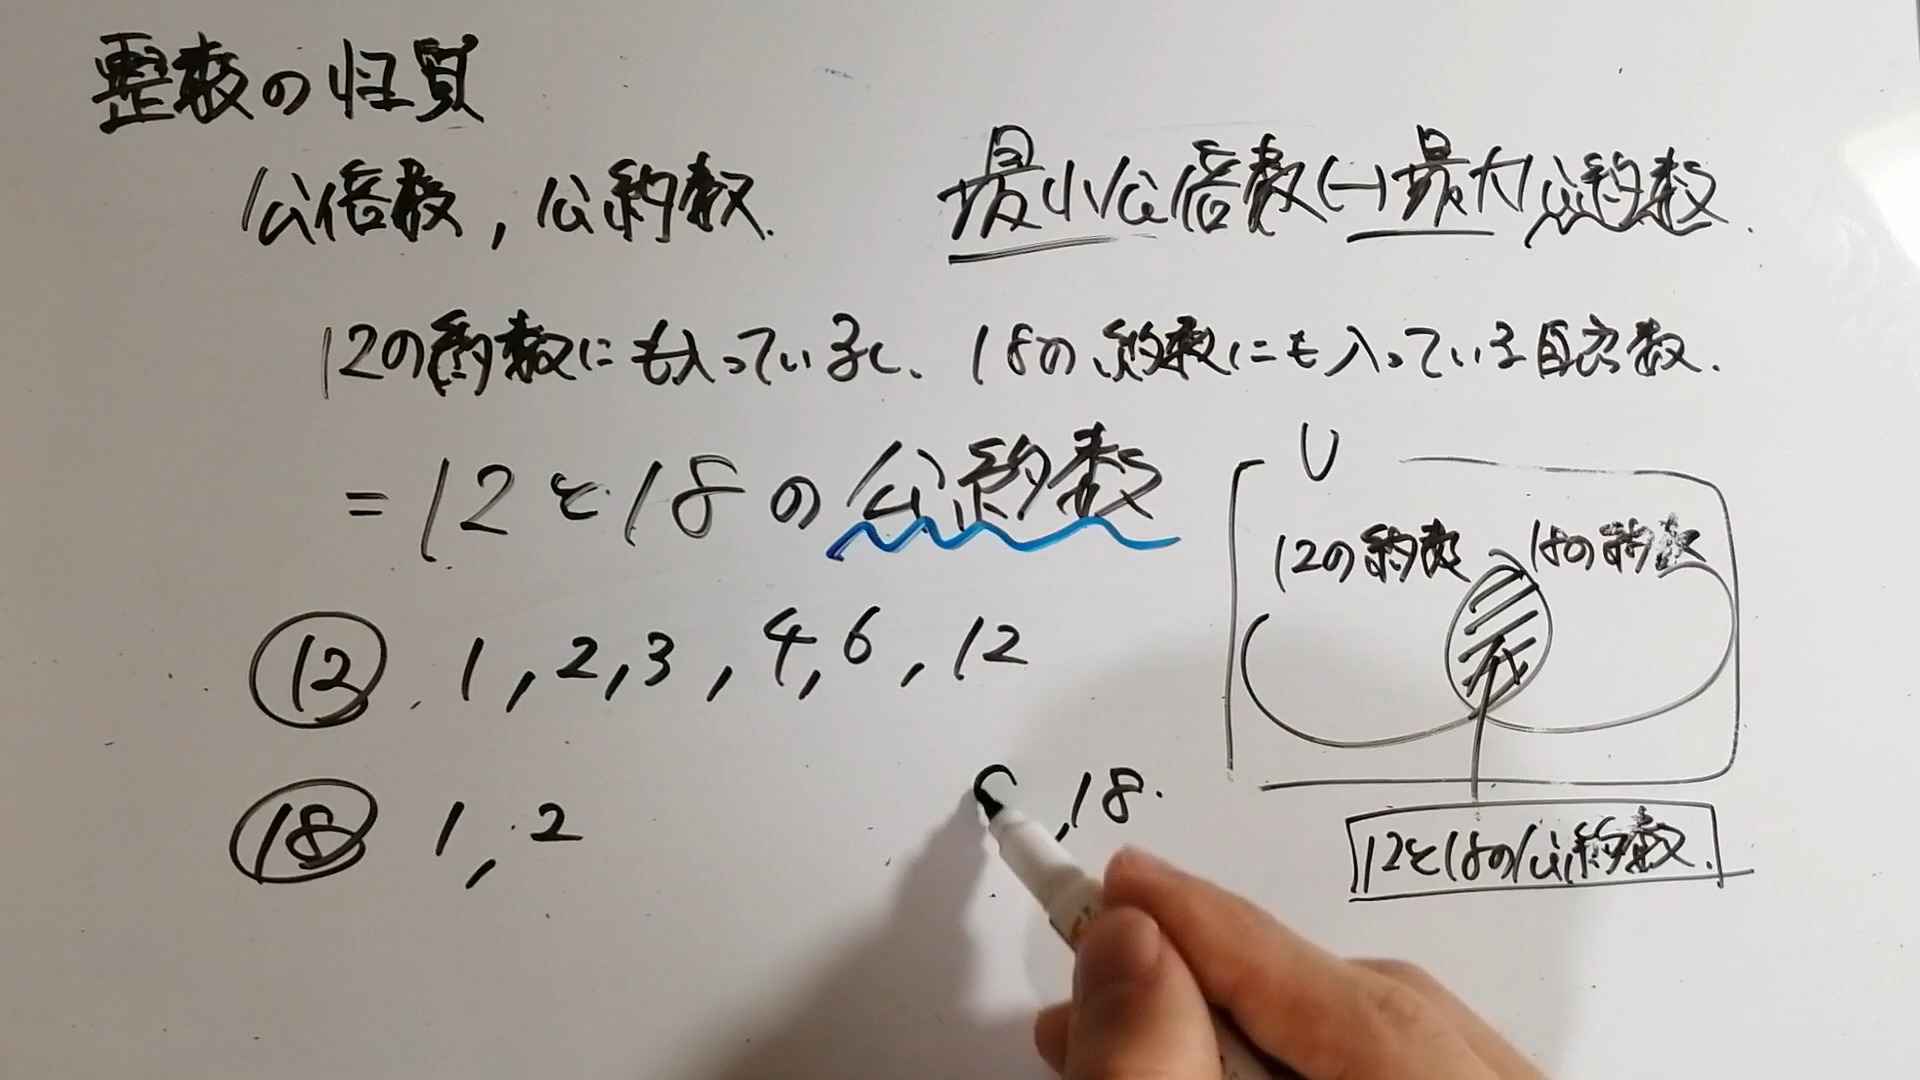 整数の性質
公倍数, 公約数.
最小公倍数(ー)最大公約数.
12の約数にも入っているし、18の約数にも入っている自然数.
=12と18の公約数
U
12の約数
18の約数
⑫ . 1, 2, 3, 4, 6, 12
⑱ 1, 2 , 18.
12と18の公約数.